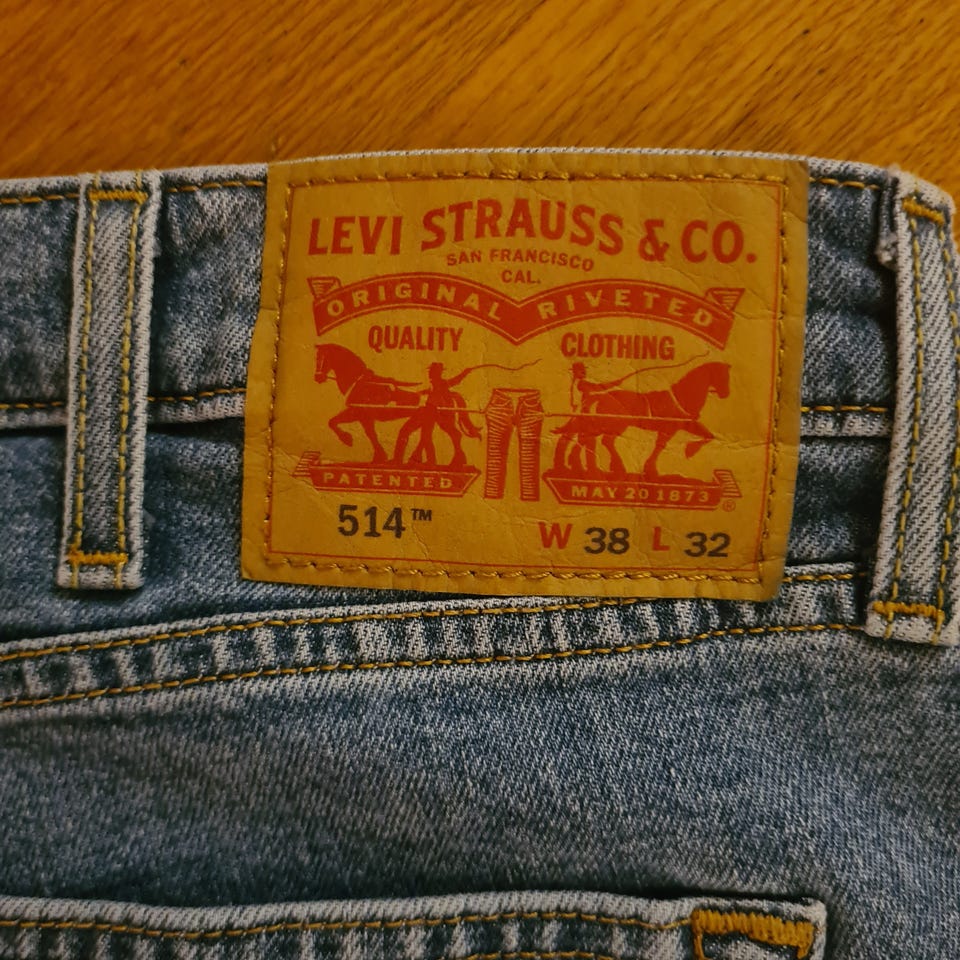 LEVI STRAUSS & CO.
SAN FRANCISCO
CAL.
ORIGINAL RIVETED
QUALITY CLOTHING
PATENTED MAY 20 1873 ®
514™ W 38 L 32